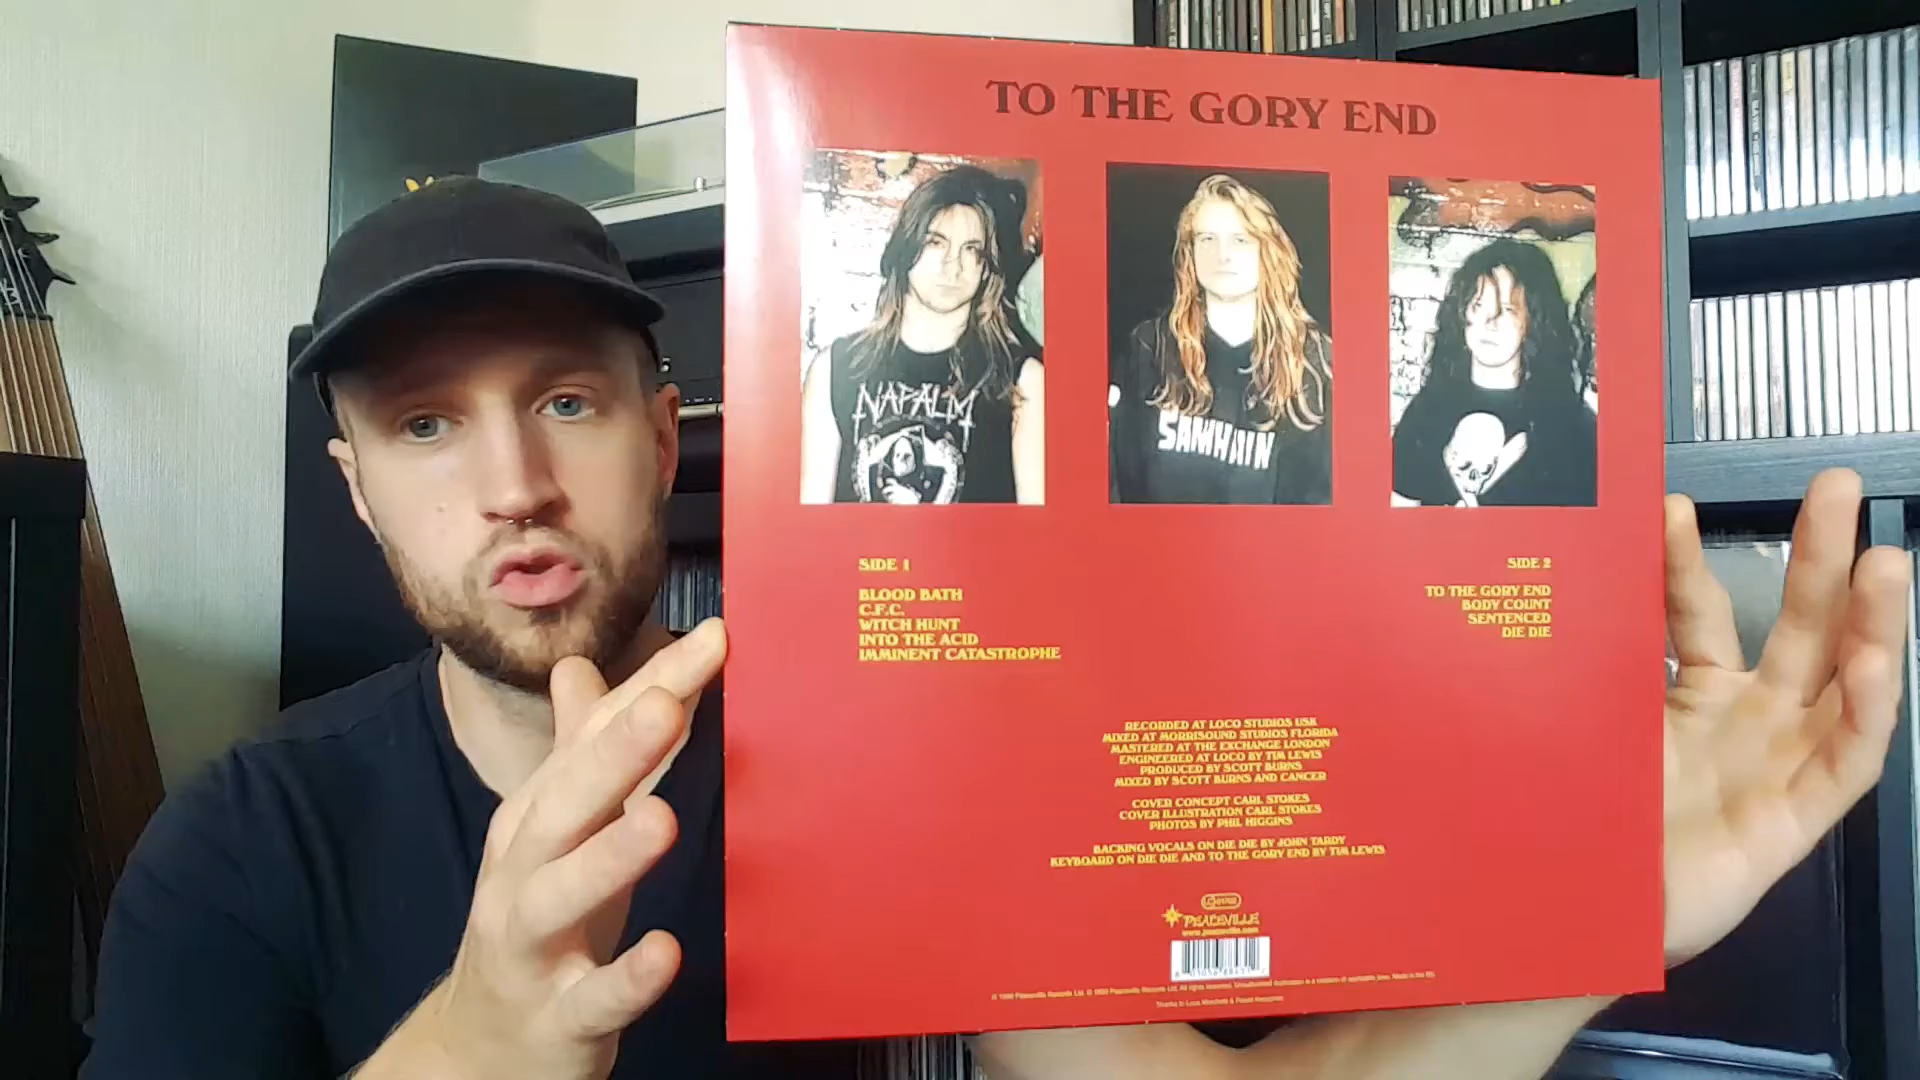 TO THE GORY END
NAPALM
SAMHAIN
SIDE 1
BLOOD BATH
C.F.C.
WITCH HUNT
INTO THE ACID
IMMINENT CATASTROPHE
SIDE 2
TO THE GORY END
BODY COUNT
SENTENCED
DIE DIE
RECORDED AT LOCO STUDIOS USK
MIXED AT MORRISOUND STUDIOS FLORIDA
MASTERED AT THE EXCHANGE LONDON
ENGINEERED AT LOCO BY TIM LEWIS
PRODUCED BY SCOTT BURNS
MIXED BY SCOTT BURNS AND CANCER
COVER CONCEPT CARL STOKES
COVER ILLUSTRATION CARL STOKES
PHOTOS BY PHIL HIGGINS
BACKING VOCALS ON DIE DIE BY JOHN TARDY
KEYBOARD ON DIE DIE AND TO THE GORY END BY TIM LEWIS
PEACEVILLE
www.peaceville.com